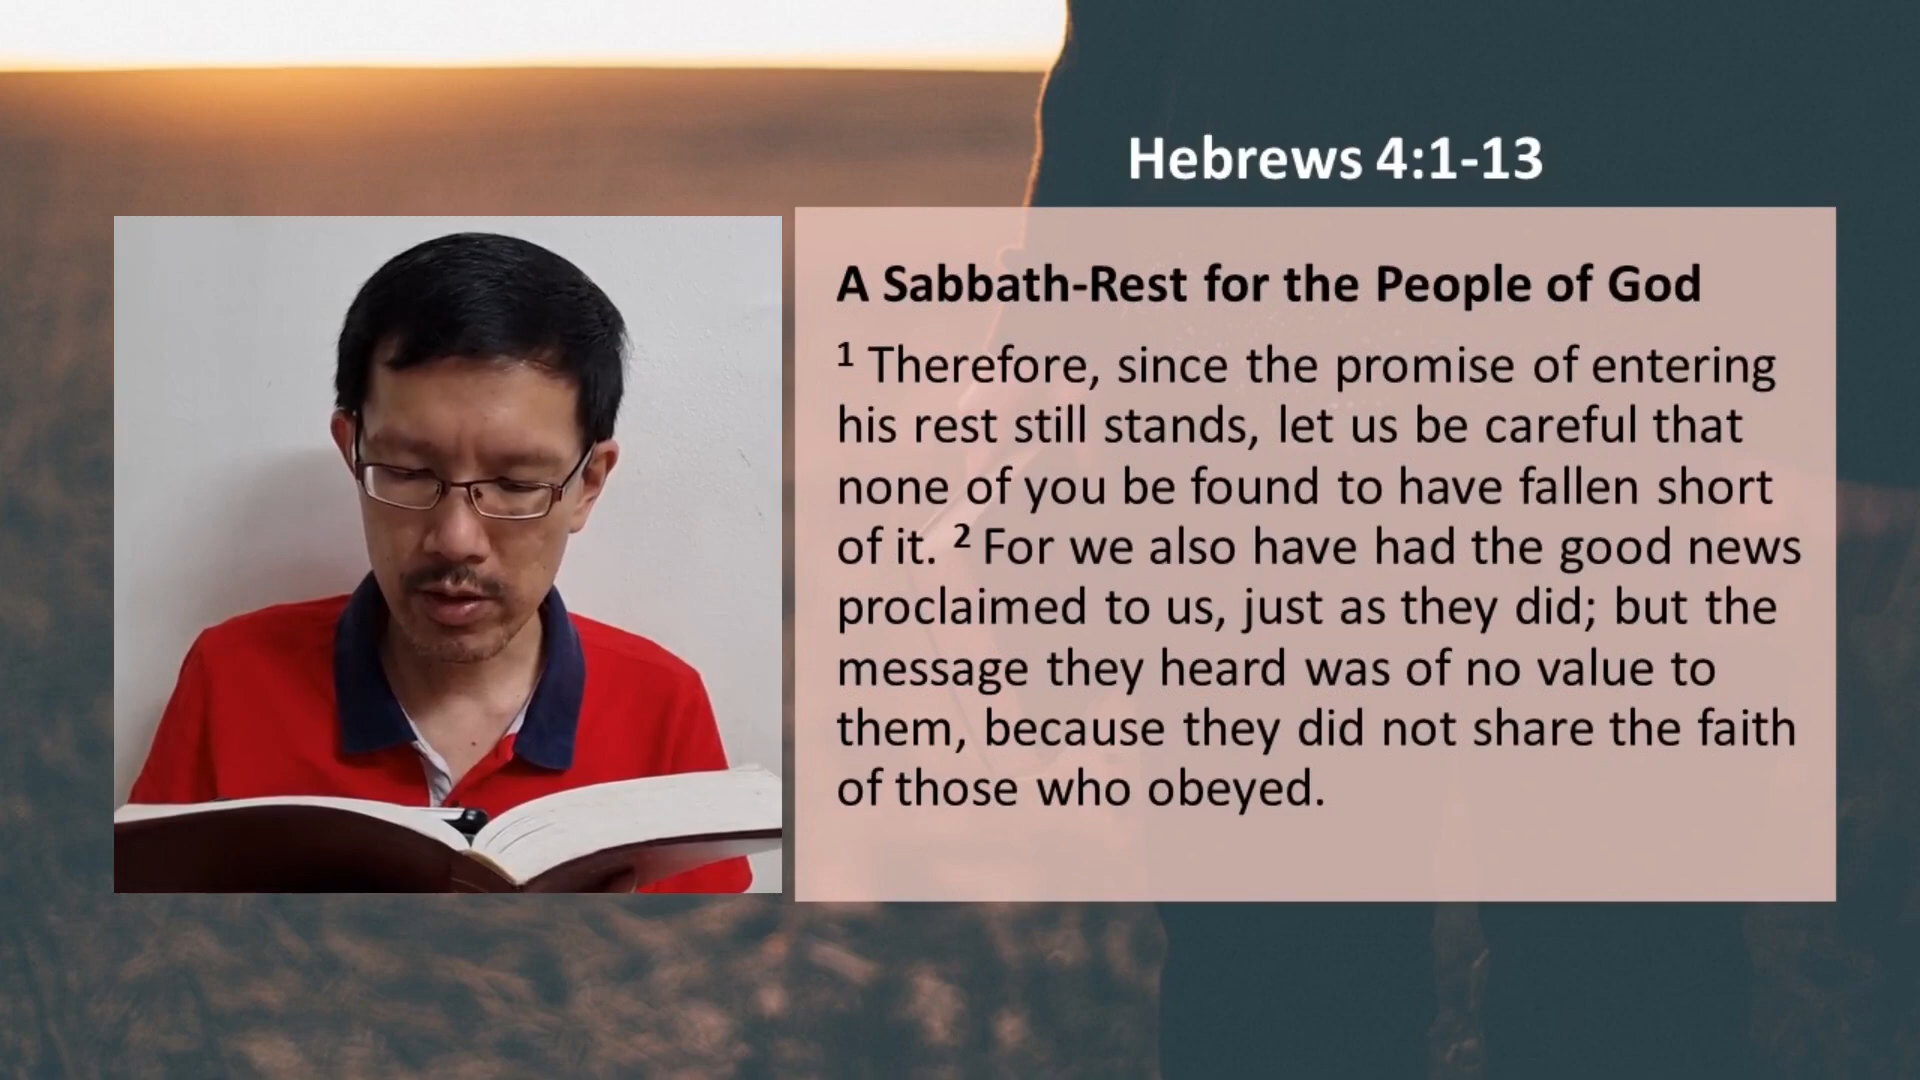 Hebrews 4:1-13
A Sabbath-Rest for the People of God
1 Therefore, since the promise of entering
his rest still stands, let us be careful that
none of you be found to have fallen short
of it. 2 For we also have had the good news
proclaimed to us, just as they did; but the
message they heard was of no value to
them, because they did not share the faith
of those who obeyed.